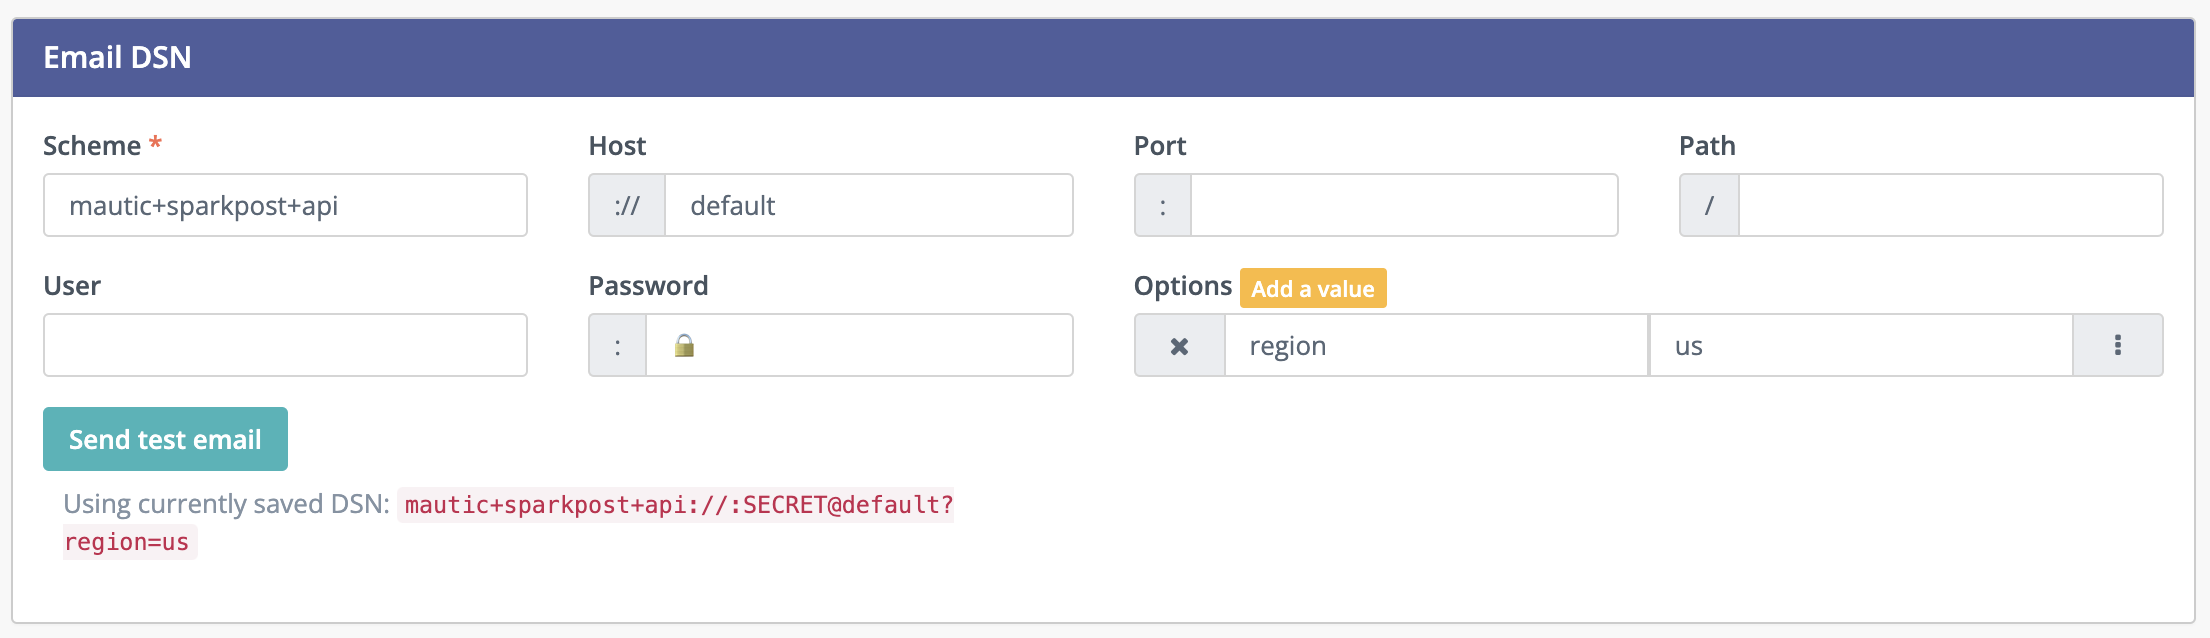 Email DSN
Scheme *
Host
Port
Path
mautic+sparkpost+api
:// default
:
/
User
Password
Options Add a value
:
region
us
Send test email
Using currently saved DSN: mautic+sparkpost+api://:SECRET@default?
region=us